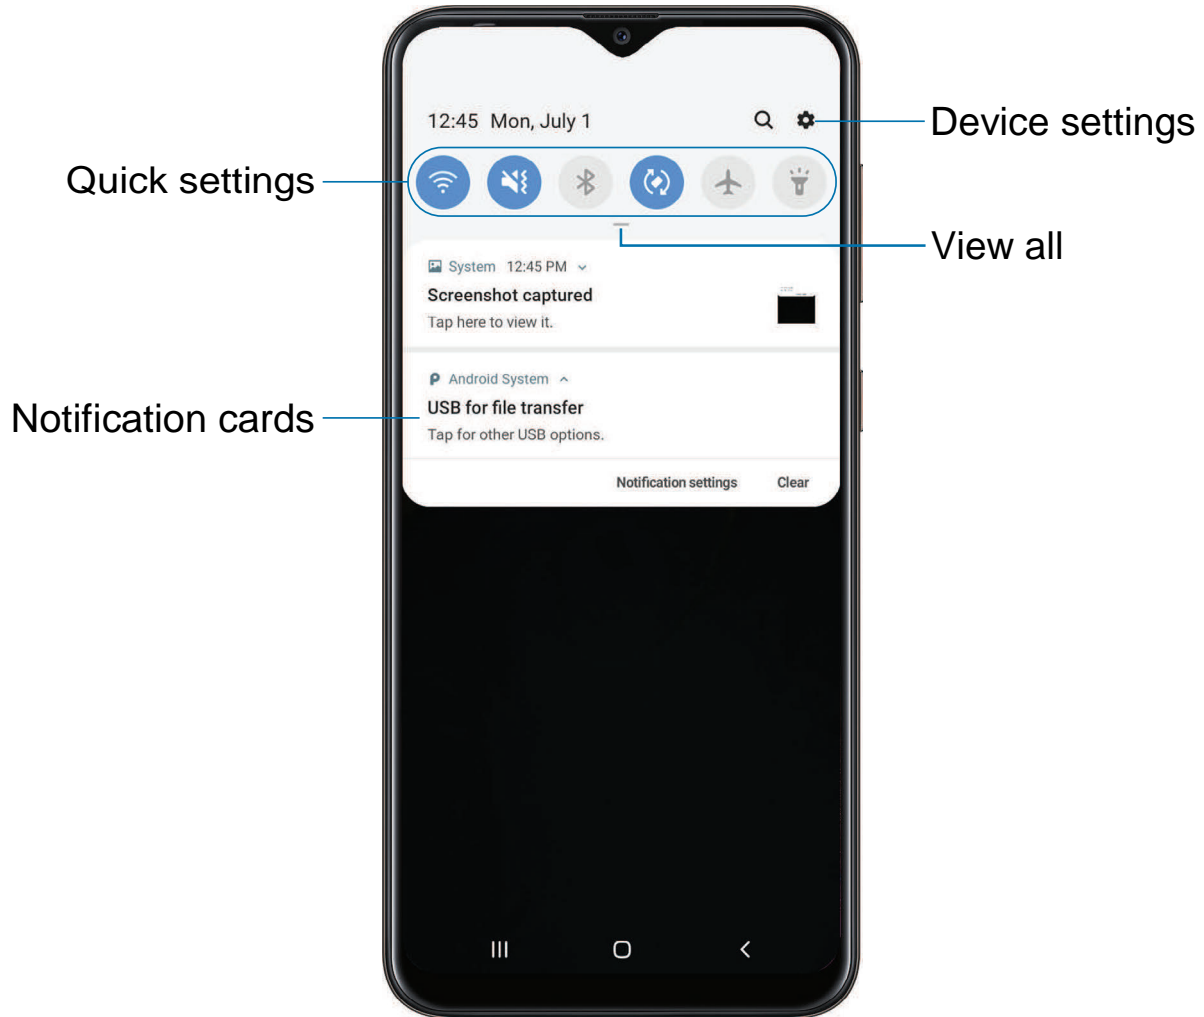 12:45 Mon, July 1
Device settings
Quick settings
View all
System 12:45 PM
Screenshot captured
Tap here to view it.
Android System
Notification cards
USB for file transfer
Tap for other USB options.
Notification settings Clear